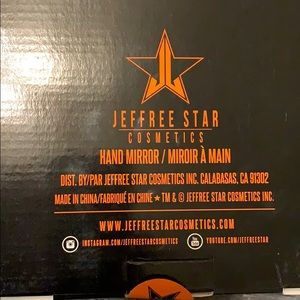 JEFFREE STAR
COSMETICS
HAND MIRROR / MIROIR À MAIN
DIST. BY/PAR JEFFREE STAR COSMETICS INC. CALABASAS, CA 91302
MADE IN CHINA/FABRIQUÉ EN CHINE ★ TM & © JEFFREE STAR COSMETICS INC.
WWW.JEFFREESTARCOSMETICS.COM
INSTAGRAM.COM/JEFFREESTARCOSMETICS YOUTUBE.COM/JEFFREESTAR